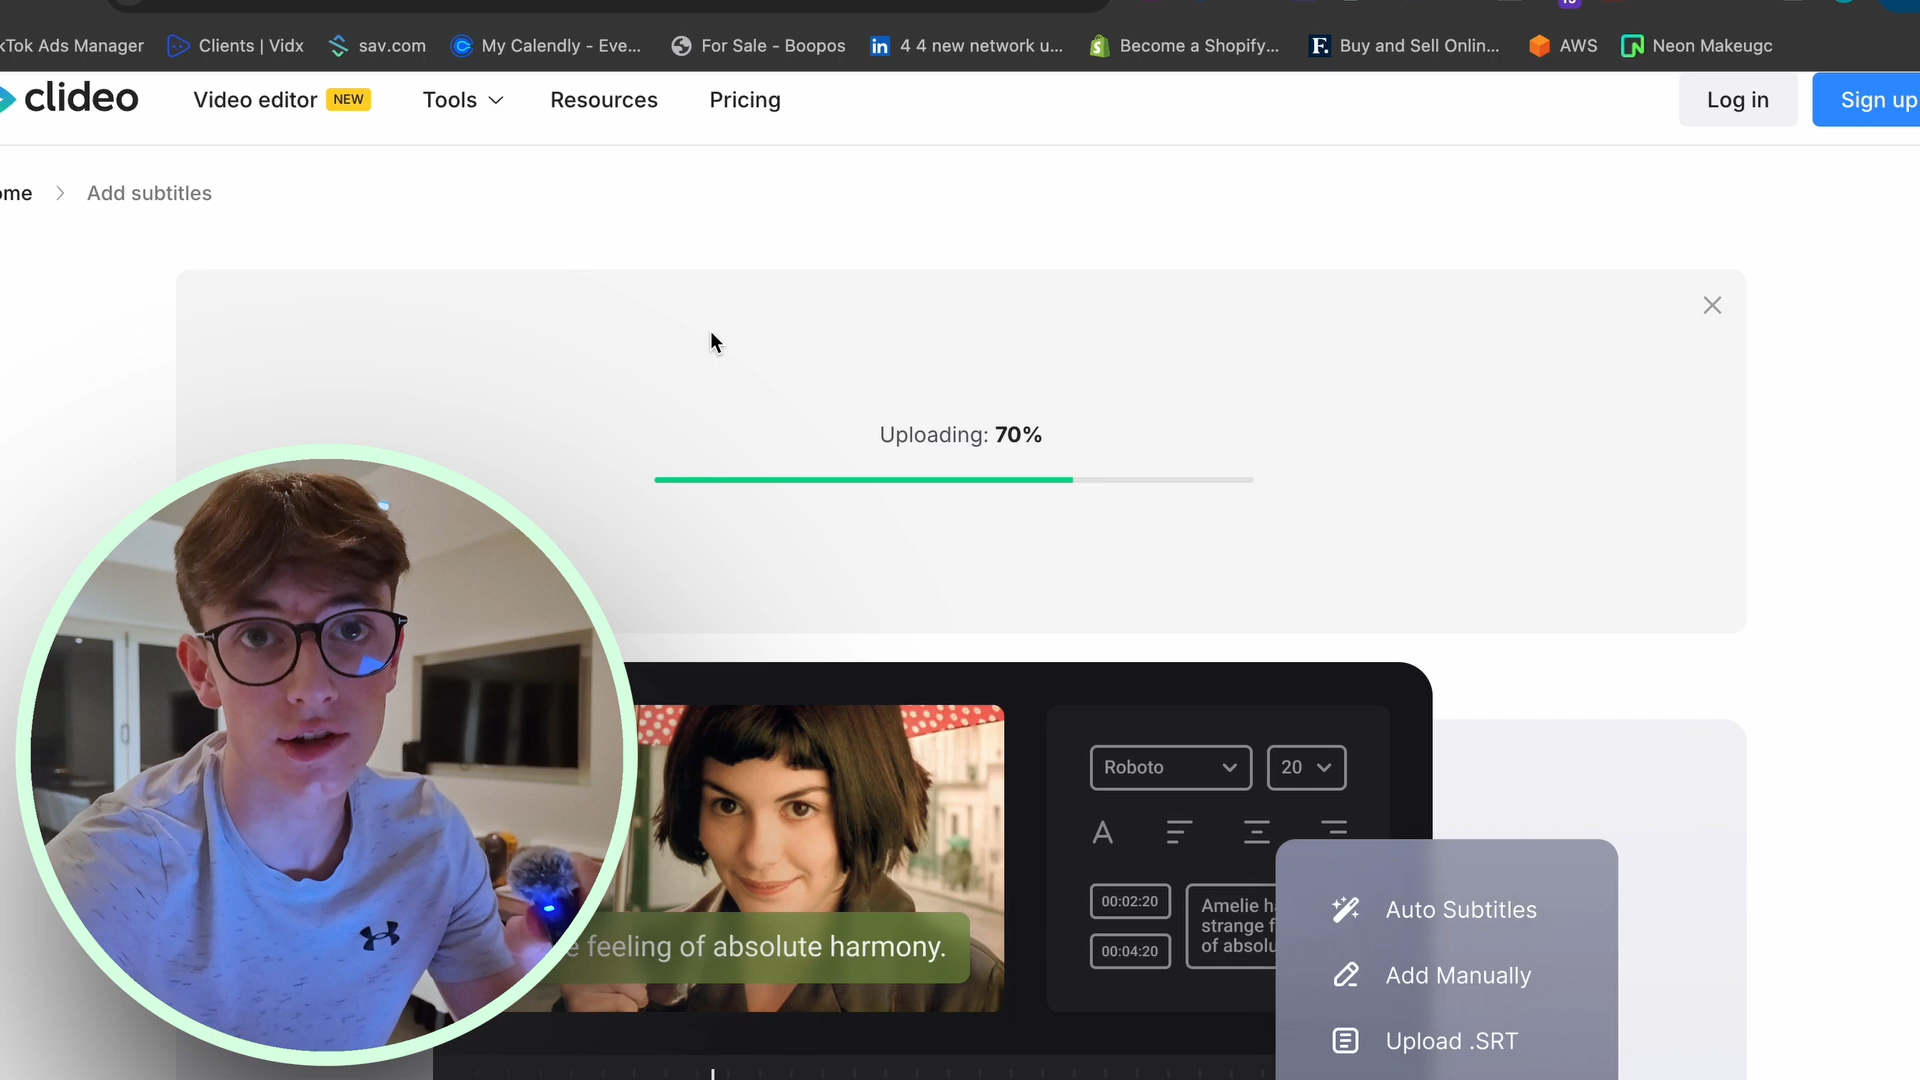 kTok Ads Manager Clients | Vidx sav.com My Calendly - Eve... For Sale - Boopos 4 4 new network u... Become a Shopify... Buy and Sell Onlin... AWS Neon Makeugc
clideo Video editor NEW Tools Resources Pricing Log in Sign up
ome > Add subtitles
Uploading: 70%
Roboto 20
00:02:20
00:04:20
Amelie h
strange f
of absolu
e feeling of absolute harmony.
Auto Subtitles
Add Manually
Upload .SRT